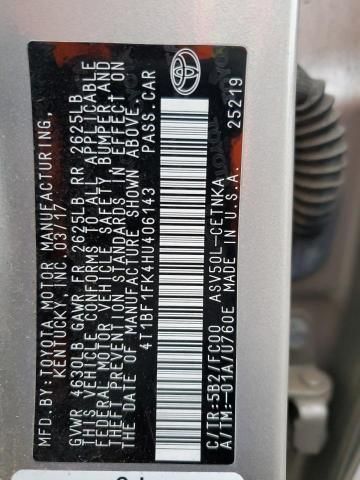 MFD.BY:TOYOTA MOTOR MANUFACTURING,
KENTUCKY,INC.03/17
GVWR 4630LB GAWR FR 2625LB RR 2625LB
THIS VEHICLE CONFORMS TO ALL APPLICABLE
FEDERAL MOTOR VEHICLE SAFETY,BUMPER,AND
THEFT PREVENTION STANDARDS IN EFFECT ON
THE DATE OF MANUFACTURE SHOWN ABOVE.
4T1BF1FK4HU406143 PASS.CAR
C/TR:5B2/FC00 ASV50L-CETNKA
A/TM:-01A/U760E MADE IN U.S.A.
25219